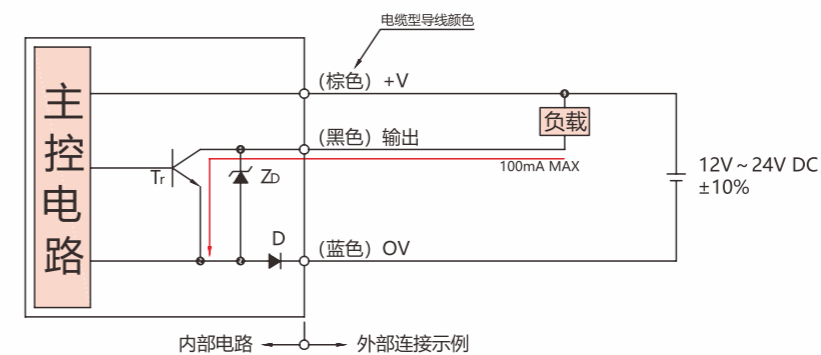 电缆型导线颜色
主控电路
(棕色) +V
(黑色) 输出
负载
100mA MAX
Tr
ZD
12V~24V DC
±10%
D
(蓝色) OV
内部电路
外部连接示例